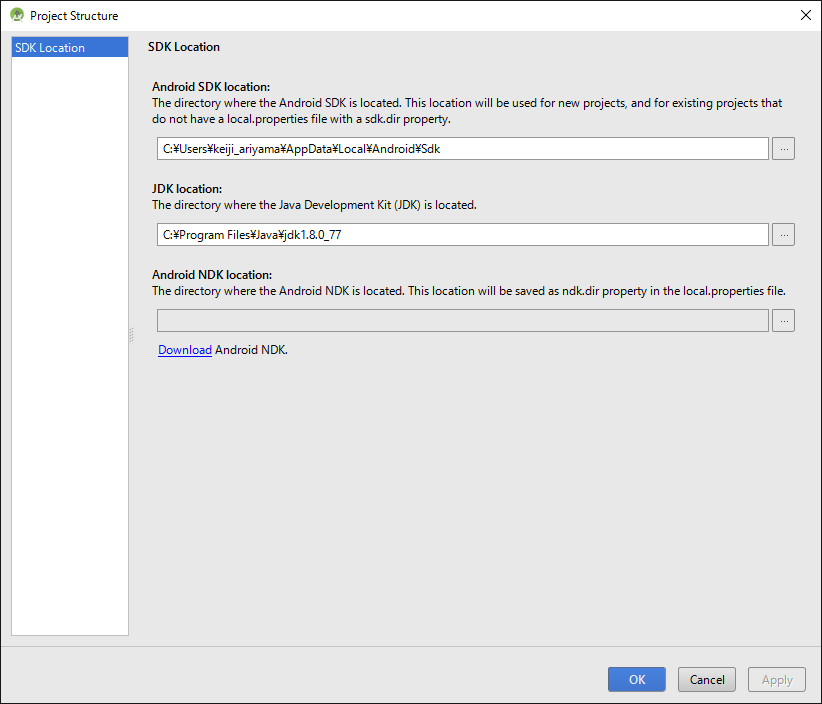 Project Structure
SDK Location
SDK Location
Android SDK location:
The directory where the Android SDK is located. This location will be used for new projects, and for existing projects that
do not have a local.properties file with a sdk.dir property.
C:¥Users¥keiji_ariyama¥AppData¥Local¥Android¥Sdk
...
JDK location:
The directory where the Java Development Kit (JDK) is located.
C:¥Program Files¥Java¥jdk1.8.0_77
...
Android NDK location:
The directory where the Android NDK is located. This location will be saved as ndk.dir property in the local.properties file.
...
Download Android NDK.
OK Cancel Apply